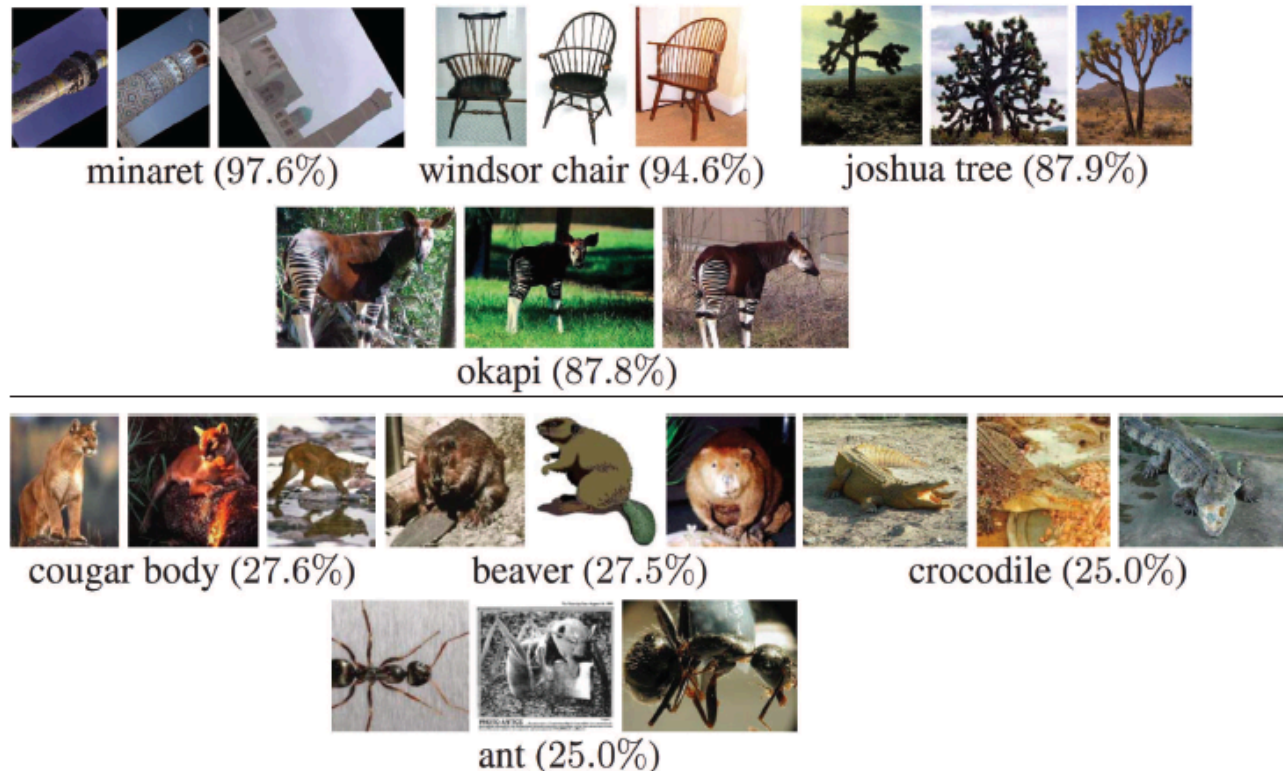 minaret (97.6%) windsor chair (94.6%) joshua tree (87.9%)
okapi (87.8%)
cougar body (27.6%) beaver (27.5%) crocodile (25.0%)
ant (25.0%)